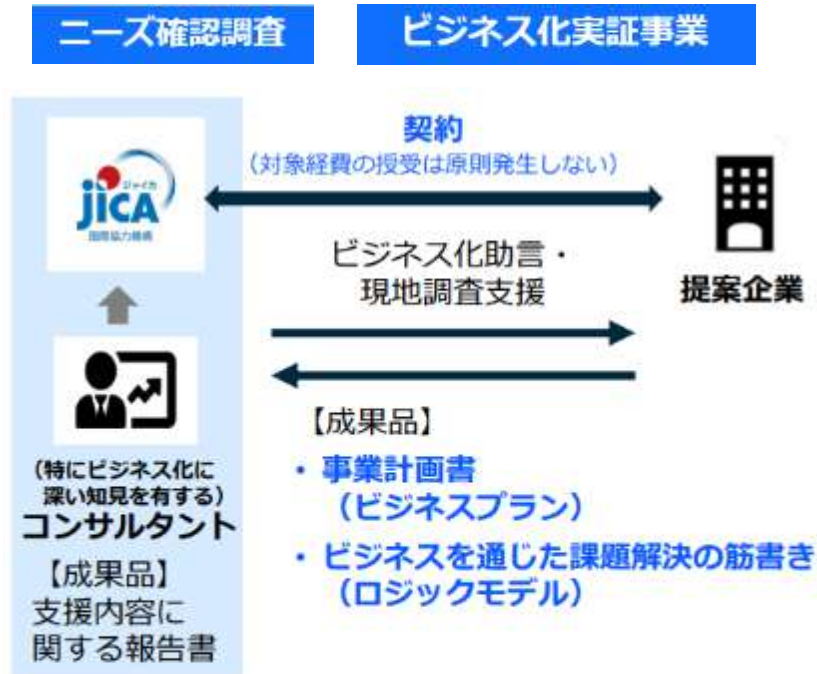 ニーズ確認調査
ビジネス化実証事業
契約
（対象経費の授受は原則発生しない）
ジャイカ
JICA
国際協力機構
ビジネス化助言・
現地調査支援
提案企業
（特にビジネス化に
深い知見を有する）
コンサルタント
【成果品】
支援内容に
関する報告書
【成果品】
・事業計画書
（ビジネスプラン）
・ビジネスを通じた課題解決の筋書き
（ロジックモデル）